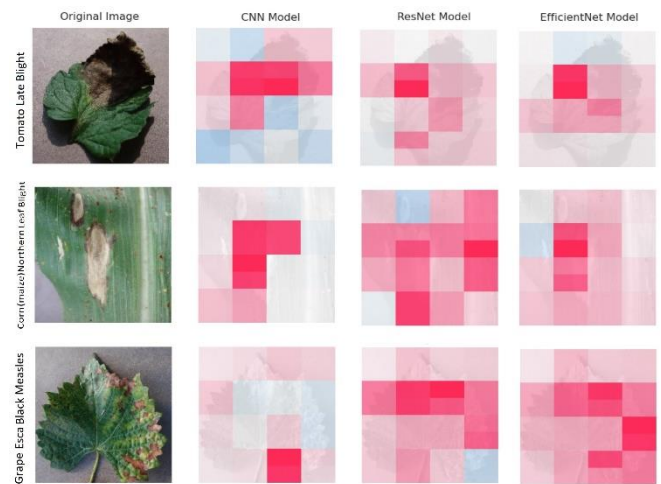 Original Image
CNN Model
ResNet Model
EfficientNet Model
Tomato Late Blight
Corn(maize)Northern Leaf Blight
Grape Esca Black Measles